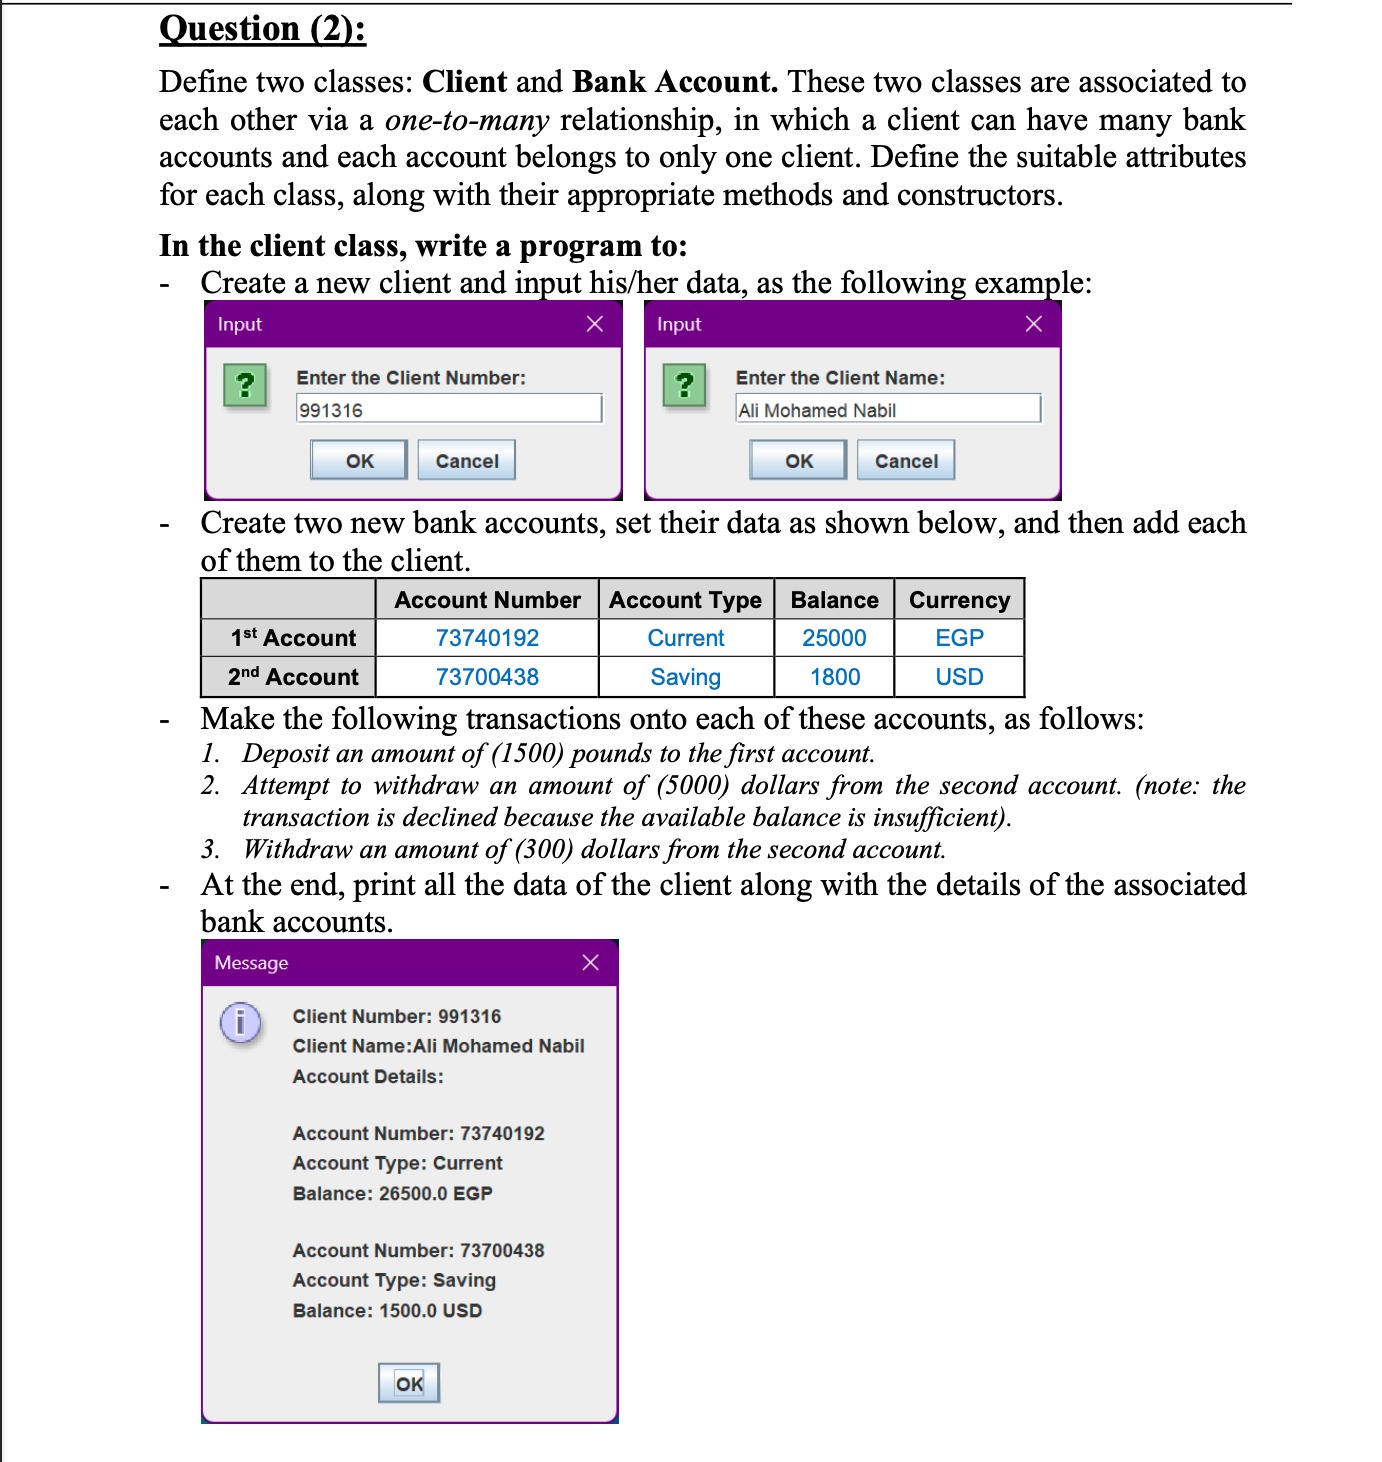 Question (2):
Define two classes: Client and Bank Account. These two classes are associated to
each other via a one-to-many relationship, in which a client can have many bank
accounts and each account belongs to only one client. Define the suitable attributes
for each class, along with their appropriate methods and constructors.
In the client class, write a program to:
- Create a new client and input his/her data, as the following example:
Input
Enter the Client Number:
991316
OK Cancel
Input
Enter the Client Name:
Ali Mohamed Nabil
OK Cancel
- Create two new bank accounts, set their data as shown below, and then add each
of them to the client.
Account Number Account Type Balance Currency
1st Account 73740192 Current 25000 EGP
2nd Account 73700438 Saving 1800 USD
- Make the following transactions onto each of these accounts, as follows:
1. Deposit an amount of (1500) pounds to the first account.
2. Attempt to withdraw an amount of (5000) dollars from the second account. (note: the
transaction is declined because the available balance is insufficient).
3. Withdraw an amount of (300) dollars from the second account.
- At the end, print all the data of the client along with the details of the associated
bank accounts.
Message
Client Number: 991316
Client Name:Ali Mohamed Nabil
Account Details:
Account Number: 73740192
Account Type: Current
Balance: 26500.0 EGP
Account Number: 73700438
Account Type: Saving
Balance: 1500.0 USD
OK